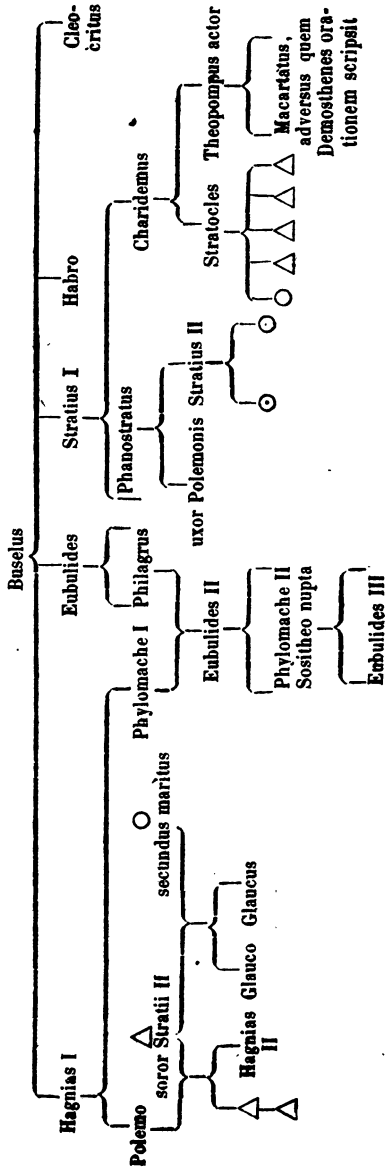 Buselus
Hagnias I
Eubulides
Stratius I
Habro
Cleo-
critus
Polemo
Phylomache I
Philagrus
Phanostratus
Charidemus
soror Stratii II
secundus maritus
Eubulides II
uxor Polemonis
Stratius II
Stratocles
Theopompus actor
Hagnias
II
Glauco
Glaucus
Phylomache II
Sositheo nupta
Macartatus,
adversus quem
Demosthenes ora-
tionem scripsit
Eubulides III